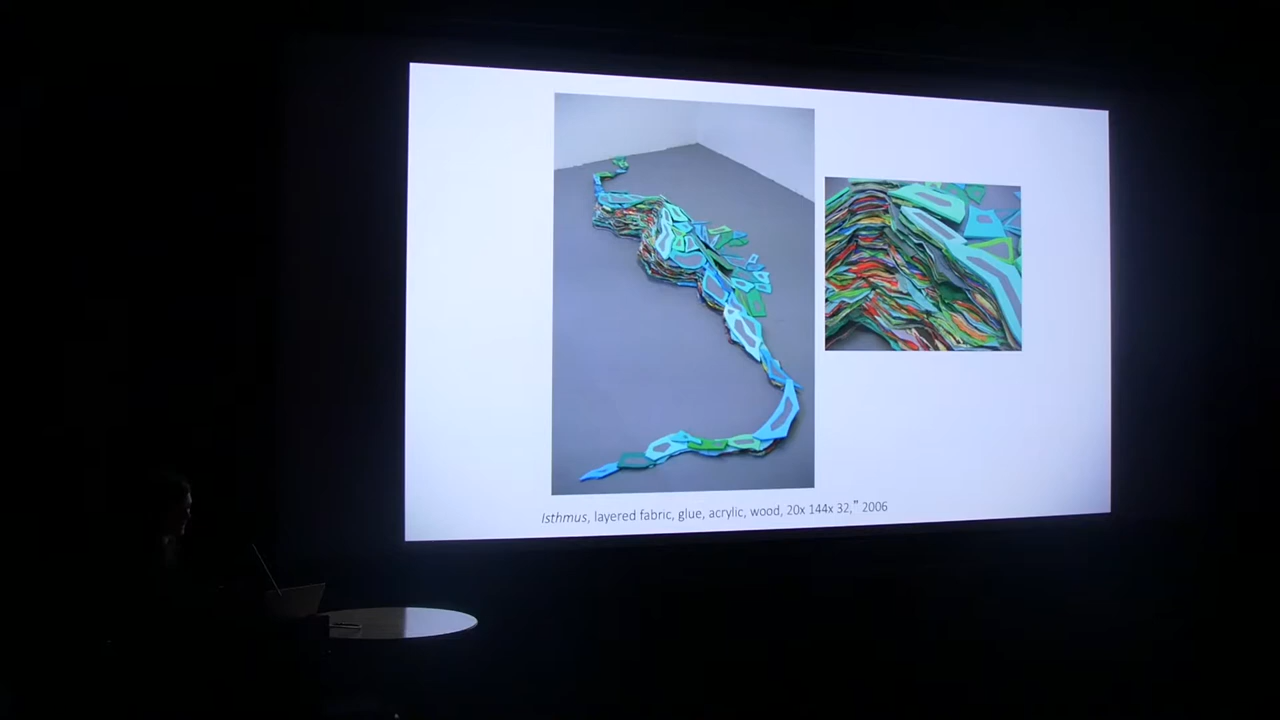 Isthmus, layered fabric, glue, acrylic, wood, 20x 144x 32,” 2006